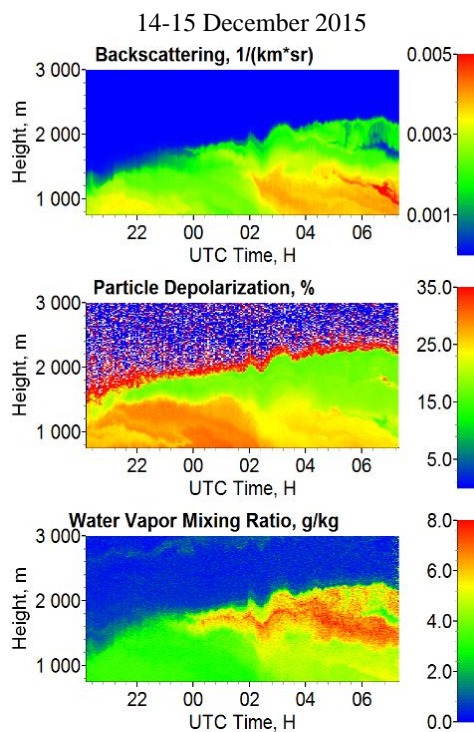 14-15 December 2015
Backscattering, 1/(km*sr)
3 000
2 000
1 000
Height, m
22 00 02 04 06
UTC Time, H
0.005
0.003
0.001
Particle Depolarization, %
3 000
2 000
1 000
Height, m
22 00 02 04 06
UTC Time, H
35.0
25.0
15.0
5.0
Water Vapor Mixing Ratio, g/kg
3 000
2 000
1 000
Height, m
22 00 02 04 06
UTC Time, H
8.0
6.0
4.0
2.0
0.0